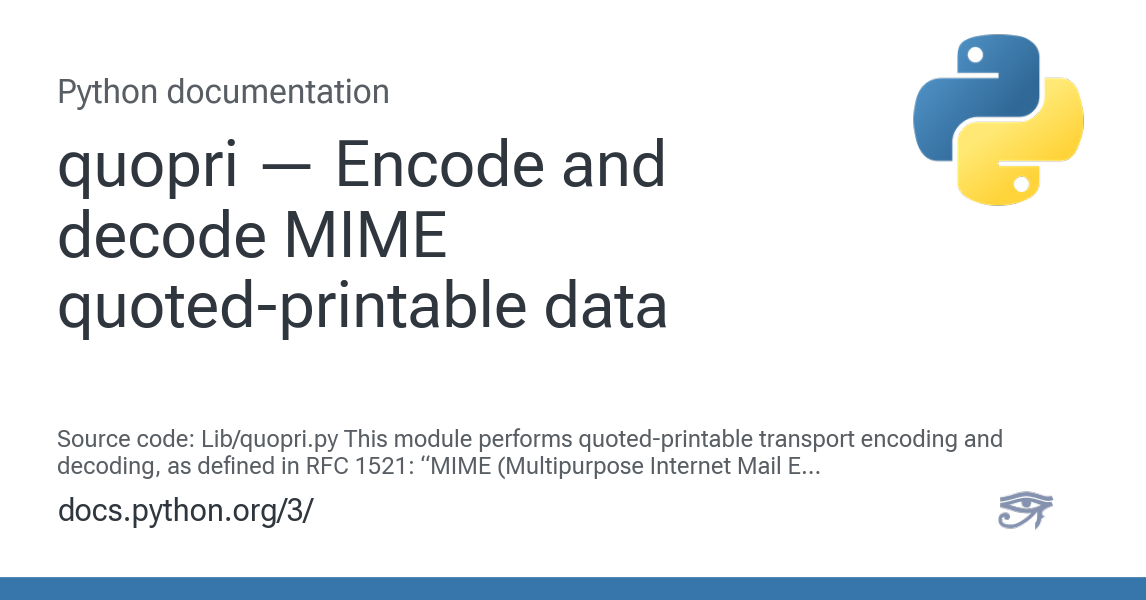 Python documentation
quopri — Encode and
decode MIME
quoted-printable data
Source code: Lib/quopri.py This module performs quoted-printable transport encoding and
decoding, as defined in RFC 1521: “MIME (Multipurpose Internet Mail E...
docs.python.org/3/